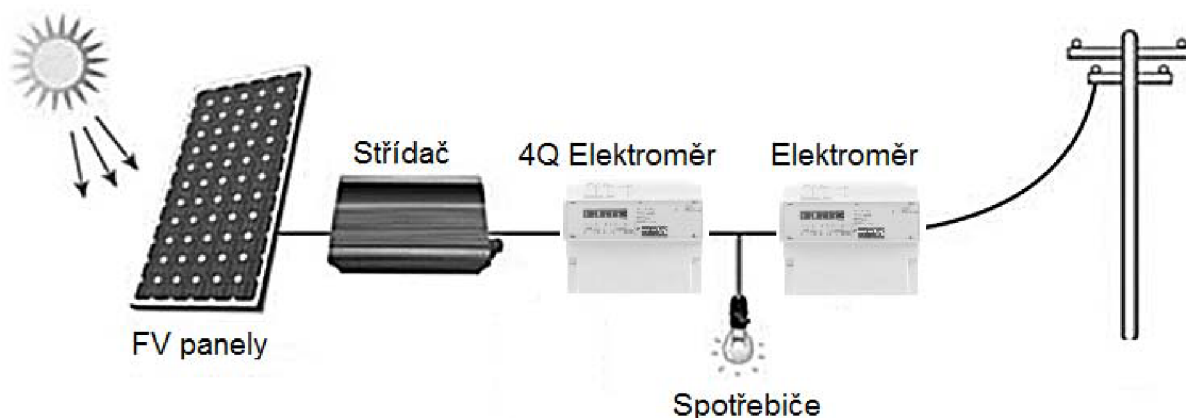 Střídač
4Q Elektroměr
Elektroměr
FV panely
Spotřebiče